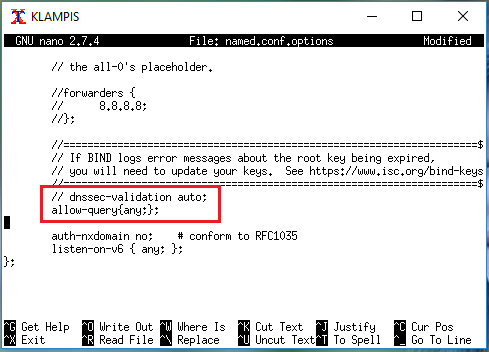 KLAMPIS
GNU nano 2.7.4 File: named.conf.options Modified
// the all-0's placeholder.
//forwarders {
// 8.8.8.8;
//};
//=====================================================================$
// If BIND logs error messages about the root key being expired,
// you will need to update your keys. See https://www.isc.org/bind-keys
//=====================================================================$
// dnssec-validation auto;
allow-query{any;};
auth-nxdomain no; # conform to RFC1035
listen-on-v6 { any; };
};
^G Get Help ^O Write Out ^W Where Is ^K Cut Text ^J Justify ^C Cur Pos
^X Exit ^R Read File ^\ Replace ^U Uncut Text ^T To Spell ^_ Go To Line